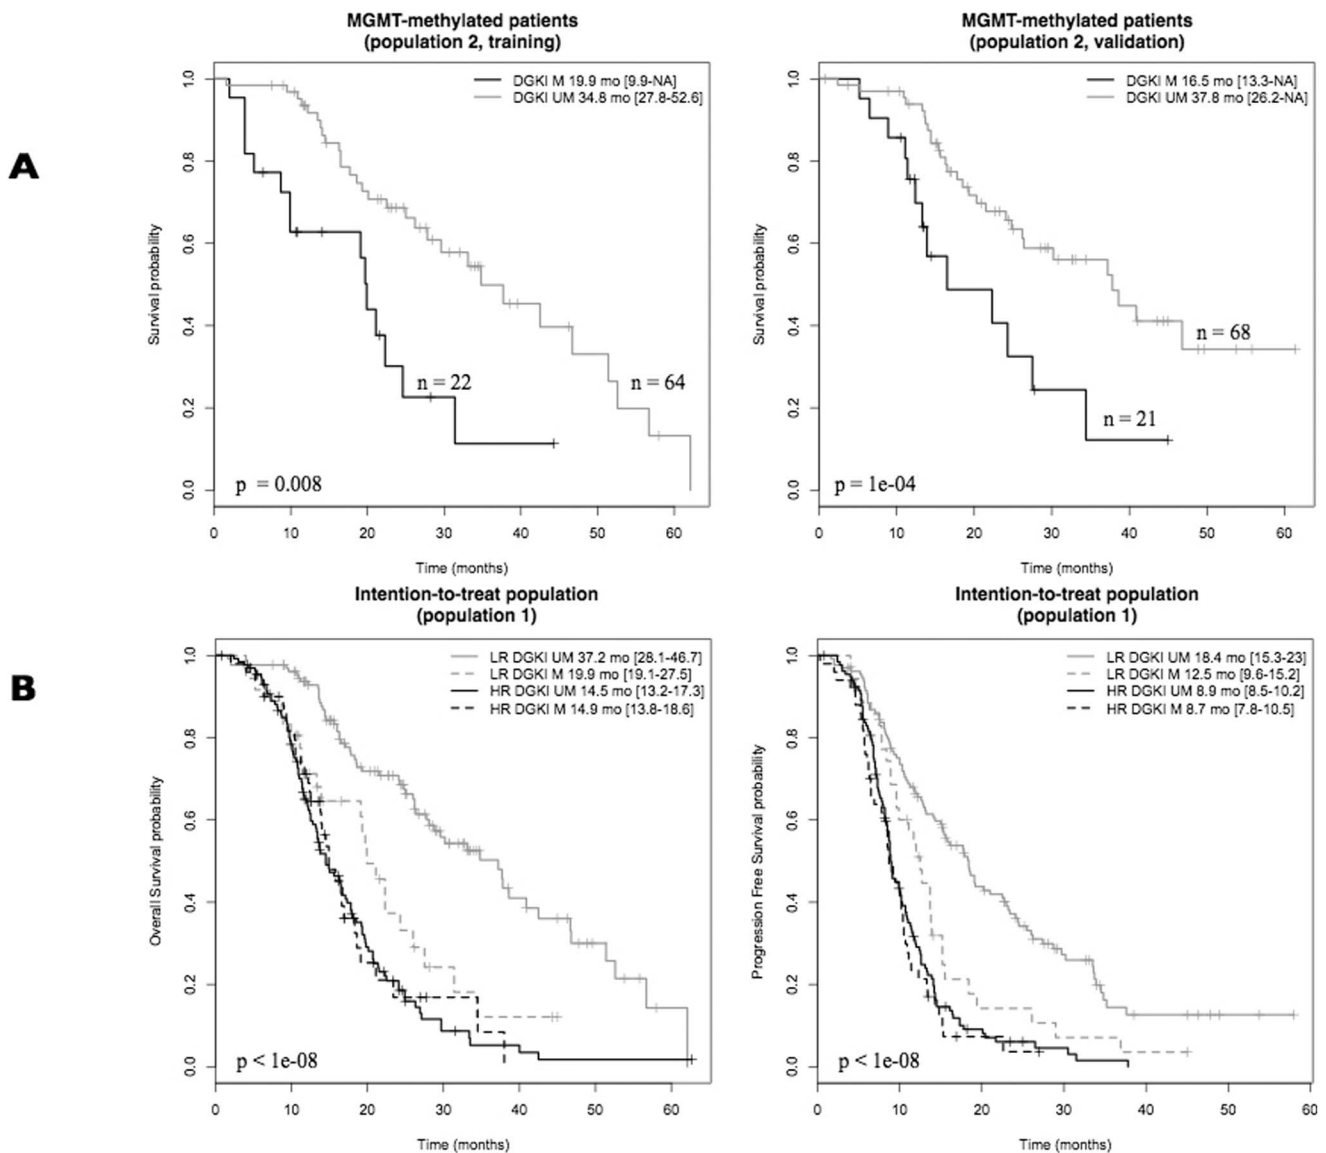 A
MGMT-methylated patients
(population 2, training)
DGKI M 19.9 mo [9.9-NA]
DGKI UM 34.8 mo [27.8-52.6]
Survival probability
1.0
0.8
0.6
0.4
0.2
0.0
n = 22
n = 64
p = 0.008
0 10 20 30 40 50 60
Time (months)
MGMT-methylated patients
(population 2, validation)
DGKI M 16.5 mo [13.3-NA]
DGKI UM 37.8 mo [26.2-NA]
Survival probability
1.0
0.8
0.6
0.4
0.2
0.0
n = 68
n = 21
p = 1e-04
0 10 20 30 40 50 60
Time (months)
B
Intention-to-treat population
(population 1)
LR DGKI UM 37.2 mo [28.1-46.7]
LR DGKI M 19.9 mo [19.1-27.5]
HR DGKI UM 14.5 mo [13.2-17.3]
HR DGKI M 14.9 mo [13.8-18.6]
Overall Survival probability
1.0
0.8
0.6
0.4
0.2
0.0
p < 1e-08
0 10 20 30 40 50 60
Time (months)
Intention-to-treat population
(population 1)
LR DGKI UM 18.4 mo [15.3-23]
LR DGKI M 12.5 mo [9.6-15.2]
HR DGKI UM 8.9 mo [8.5-10.2]
HR DGKI M 8.7 mo [7.8-10.5]
Progression Free Survival probability
1.0
0.8
0.6
0.4
0.2
0.0
p < 1e-08
0 10 20 30 40 50 60
Time (months)